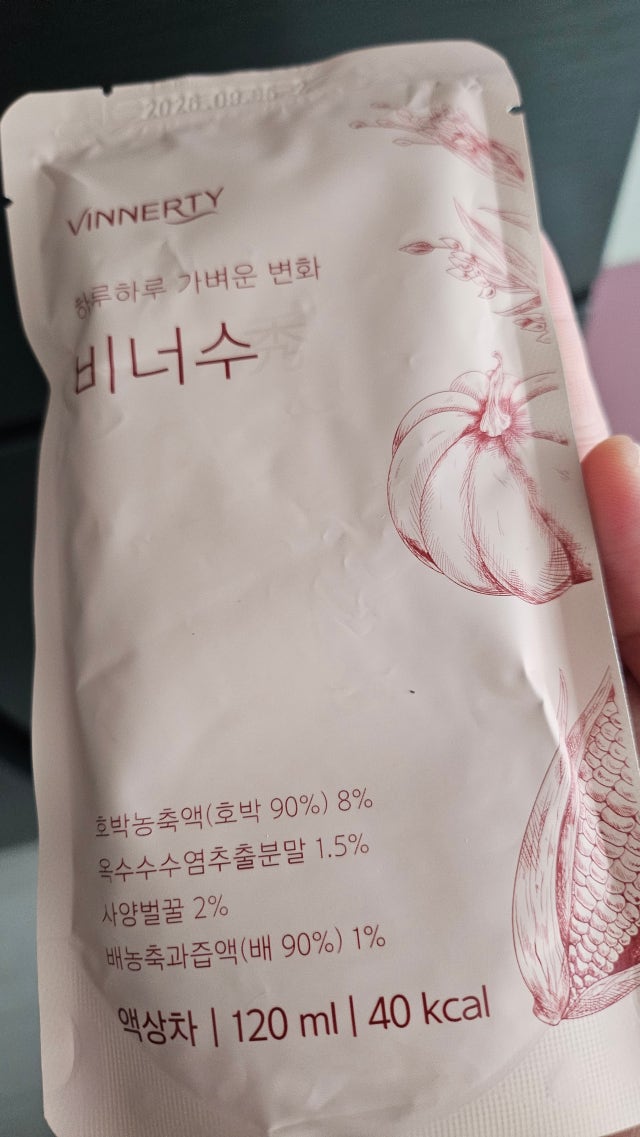 VINNERTY
하루하루 가벼운 변화
비너수
호박농축액(호박 90%) 8%
옥수수수염추출분말 1.5%
사양벌꿀 2%
배농축과즙액(배 90%) 1%
액상차 | 120 ml | 40 kcal